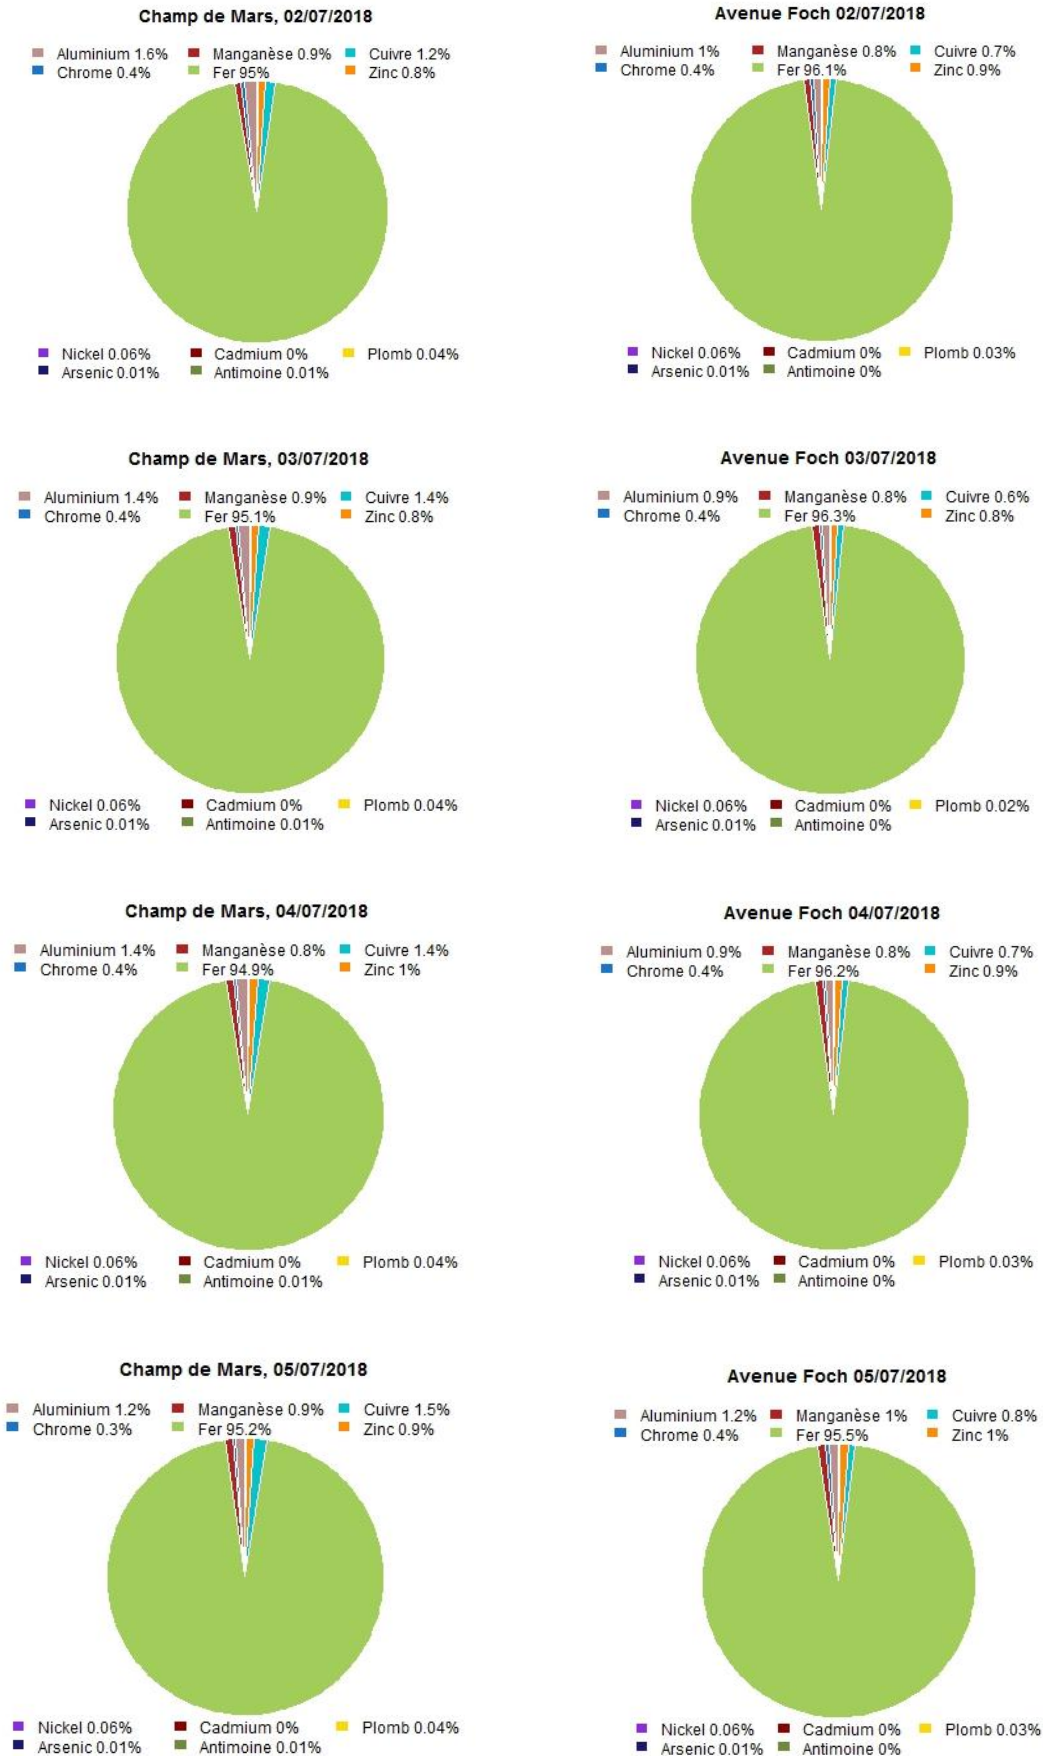 Champ de Mars, 02/07/2018
Aluminium 1.6% Manganèse 0.9% Cuivre 1.2%
Chrome 0.4% Fer 95% Zinc 0.8%
Nickel 0.06% Cadmium 0% Plomb 0.04%
Arsenic 0.01% Antimoine 0.01%
Avenue Foch 02/07/2018
Aluminium 1% Manganèse 0.8% Cuivre 0.7%
Chrome 0.4% Fer 96.1% Zinc 0.9%
Nickel 0.06% Cadmium 0% Plomb 0.03%
Arsenic 0.01% Antimoine 0%
Champ de Mars, 03/07/2018
Aluminium 1.4% Manganèse 0.9% Cuivre 1.4%
Chrome 0.4% Fer 95.1% Zinc 0.8%
Nickel 0.06% Cadmium 0% Plomb 0.04%
Arsenic 0.01% Antimoine 0.01%
Avenue Foch 03/07/2018
Aluminium 0.9% Manganèse 0.8% Cuivre 0.6%
Chrome 0.4% Fer 96.3% Zinc 0.8%
Nickel 0.06% Cadmium 0% Plomb 0.02%
Arsenic 0.01% Antimoine 0%
Champ de Mars, 04/07/2018
Aluminium 1.4% Manganèse 0.8% Cuivre 1.4%
Chrome 0.4% Fer 94.9% Zinc 1%
Nickel 0.06% Cadmium 0% Plomb 0.04%
Arsenic 0.01% Antimoine 0.01%
Avenue Foch 04/07/2018
Aluminium 0.9% Manganèse 0.8% Cuivre 0.7%
Chrome 0.4% Fer 96.2% Zinc 0.9%
Nickel 0.06% Cadmium 0% Plomb 0.03%
Arsenic 0.01% Antimoine 0%
Champ de Mars, 05/07/2018
Aluminium 1.2% Manganèse 0.9% Cuivre 1.5%
Chrome 0.3% Fer 95.2% Zinc 0.9%
Nickel 0.06% Cadmium 0% Plomb 0.04%
Arsenic 0.01% Antimoine 0.01%
Avenue Foch 05/07/2018
Aluminium 1.2% Manganèse 1% Cuivre 0.8%
Chrome 0.4% Fer 95.5% Zinc 1%
Nickel 0.06% Cadmium 0% Plomb 0.03%
Arsenic 0.01% Antimoine 0%